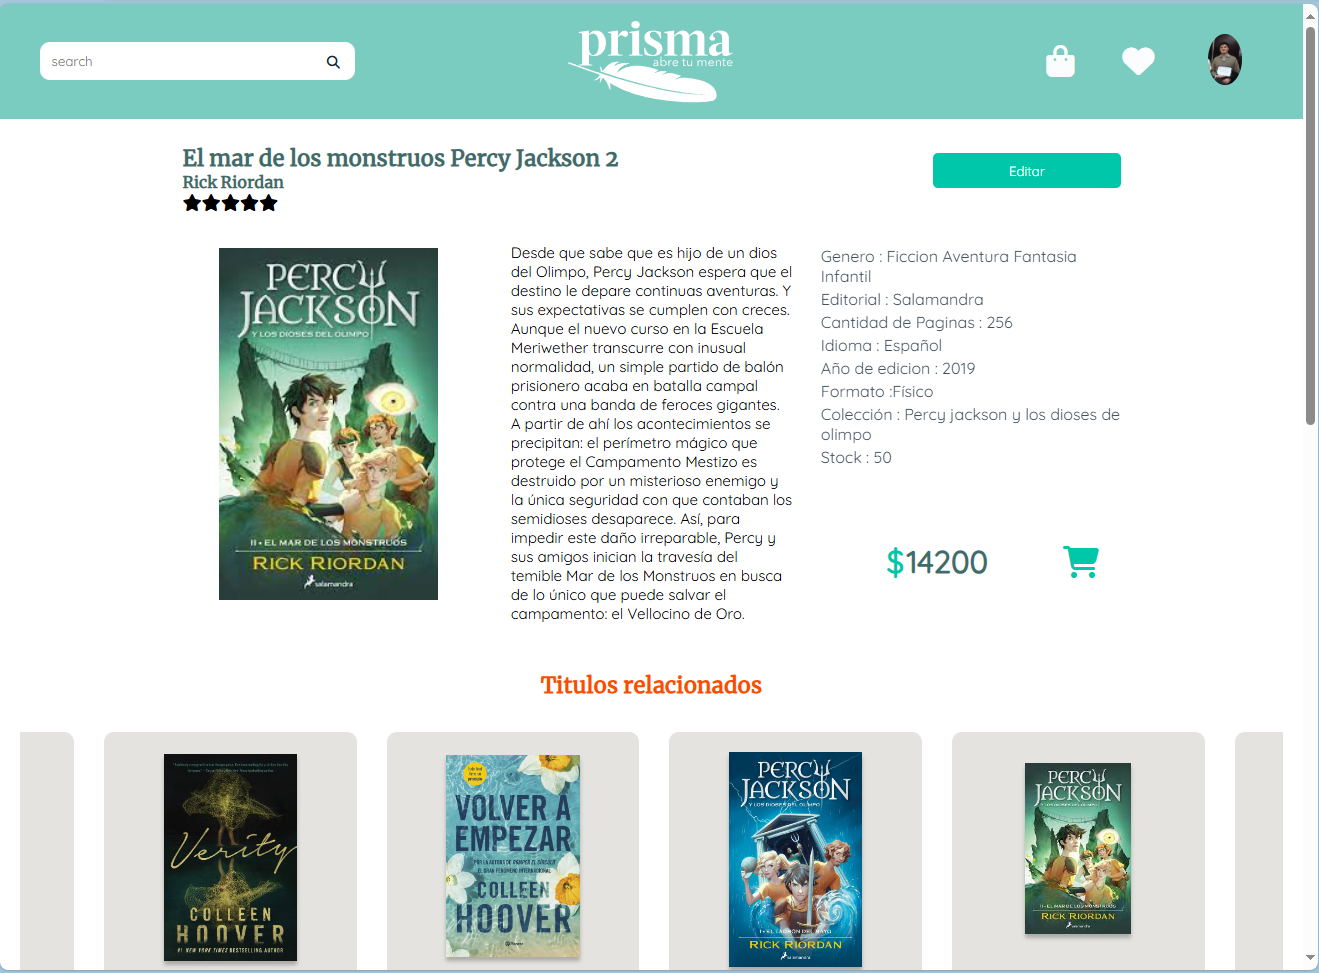 search
prisma
abre tu mente
El mar de los monstruos Percy Jackson 2
Rick Riordan
Editar
PERCY
JACKSON
Y LOS DIOSES DEL OLIMPO
II • EL MAR DE LOS MONSTRUOS
RICK RIORDAN
salamandra
Desde que sabe que es hijo de un dios
del Olimpo, Percy Jackson espera que el
destino le depare continuas aventuras. Y
sus expectativas se cumplen con creces.
Aunque el nuevo curso en la Escuela
Meriwether transcurre con inusual
normalidad, un simple partido de balón
prisionero acaba en batalla campal
contra una banda de feroces gigantes.
A partir de ahí los acontecimientos se
precipitan: el perímetro mágico que
protege el Campamento Mestizo es
destruido por un misterioso enemigo y
la única seguridad con que contaban los
semidioses desaparece. Así, para
impedir este daño irreparable, Percy y
sus amigos inician la travesía del
temible Mar de los Monstruos en busca
de lo único que puede salvar el
campamento: el Vellocino de Oro.
Genero : Ficcion Aventura Fantasia
Infantil
Editorial : Salamandra
Cantidad de Paginas : 256
Idioma : Español
Año de edicion : 2019
Formato :Físico
Colección : Percy jackson y los dioses de
olimpo
Stock : 50
$14200
Titulos relacionados
Verity
COLLEEN
HOOVER
#1 NEW YORK TIMES BESTSELLING AUTHOR
VOLVER A
EMPEZAR
POR LA AUTORA DE ROMPER EL CÍRCULO
EL GRAN FENÓMENO INTERNACIONAL
COLLEEN
HOOVER
Planeta
PERCY
JACKSON
Y LOS DIOSES DEL OLIMPO
I • EL LADRÓN DEL RAYO
RICK RIORDAN
salamandra
PERCY
JACKSON
Y LOS DIOSES DEL OLIMPO
II • EL MAR DE LOS MONSTRUOS
RICK RIORDAN
salamandra